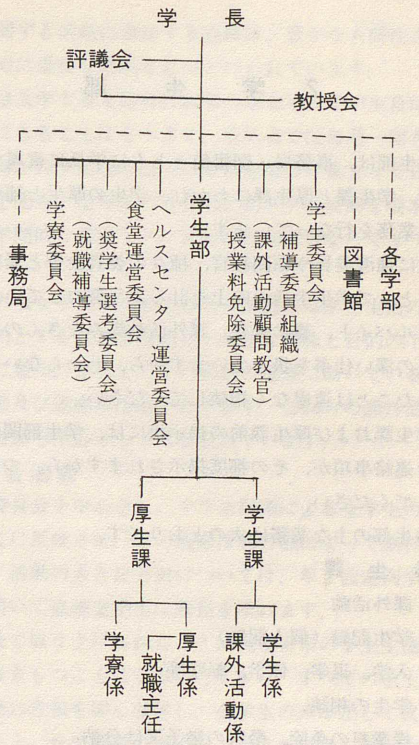 学長
評議会
教授会
各学部
図書館
学生委員会
（補導委員組織）
（課外活動顧問教官）
（授業料免除委員会）
学生部
ヘルスセンター運営委員会
食堂運営委員会
（奨学生選考委員会）
（就職補導委員会）
学寮委員会
事務局
学生課
厚生課
学生係
課外活動係
厚生係
就職主任
学寮係